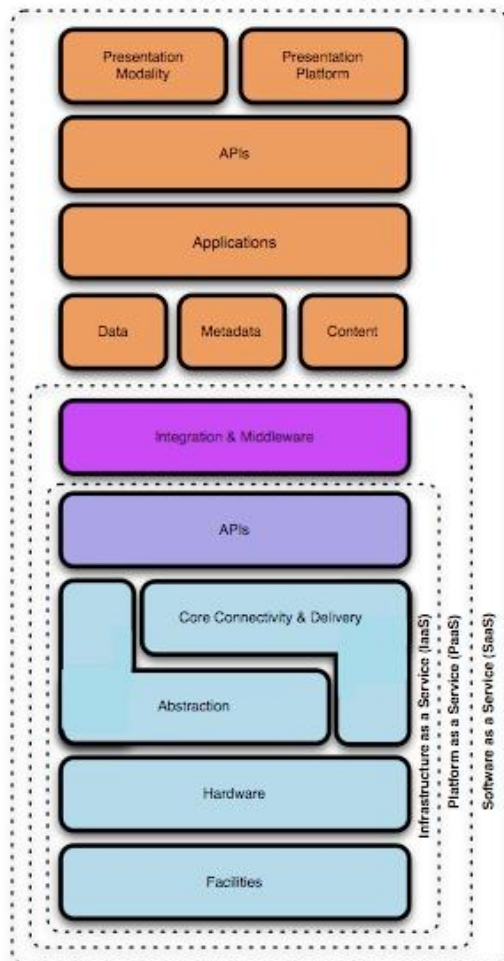 Presentation
Modality
Presentation
Platform
APIs
Applications
Data
Metadata
Content
Integration & Middleware
APIs
Core Connectivity & Delivery
Abstraction
Hardware
Facilities
Infrastructure as a Service (IaaS)
Platform as a Service (PaaS)
Software as a Service (SaaS)